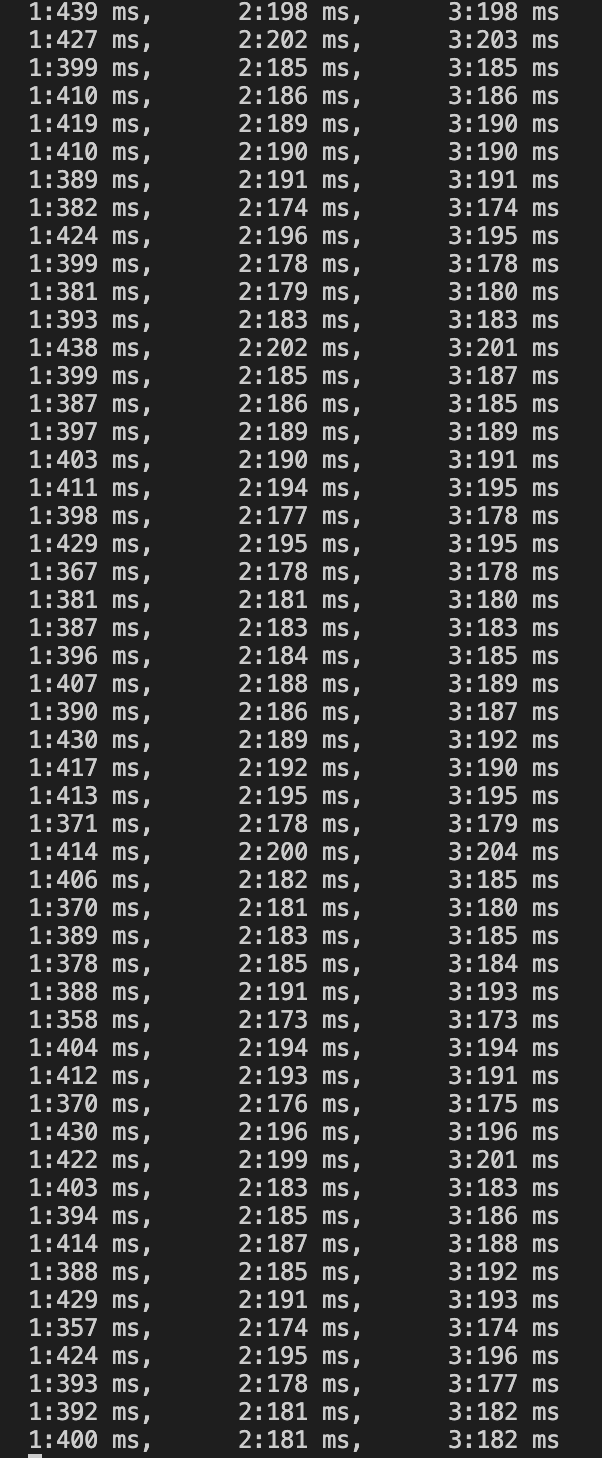 1:439 ms, 2:198 ms, 3:198 ms
1:427 ms, 2:202 ms, 3:203 ms
1:399 ms, 2:185 ms, 3:185 ms
1:410 ms, 2:186 ms, 3:186 ms
1:419 ms, 2:189 ms, 3:190 ms
1:410 ms, 2:190 ms, 3:190 ms
1:389 ms, 2:191 ms, 3:191 ms
1:382 ms, 2:174 ms, 3:174 ms
1:424 ms, 2:196 ms, 3:195 ms
1:399 ms, 2:178 ms, 3:178 ms
1:381 ms, 2:179 ms, 3:180 ms
1:393 ms, 2:183 ms, 3:183 ms
1:438 ms, 2:202 ms, 3:201 ms
1:399 ms, 2:185 ms, 3:187 ms
1:387 ms, 2:186 ms, 3:185 ms
1:397 ms, 2:189 ms, 3:189 ms
1:403 ms, 2:190 ms, 3:191 ms
1:411 ms, 2:194 ms, 3:195 ms
1:398 ms, 2:177 ms, 3:178 ms
1:429 ms, 2:195 ms, 3:195 ms
1:367 ms, 2:178 ms, 3:178 ms
1:381 ms, 2:181 ms, 3:180 ms
1:387 ms, 2:183 ms, 3:183 ms
1:396 ms, 2:184 ms, 3:185 ms
1:407 ms, 2:188 ms, 3:189 ms
1:390 ms, 2:186 ms, 3:187 ms
1:430 ms, 2:189 ms, 3:192 ms
1:417 ms, 2:192 ms, 3:190 ms
1:413 ms, 2:195 ms, 3:195 ms
1:371 ms, 2:178 ms, 3:179 ms
1:414 ms, 2:200 ms, 3:204 ms
1:406 ms, 2:182 ms, 3:185 ms
1:370 ms, 2:181 ms, 3:180 ms
1:389 ms, 2:183 ms, 3:185 ms
1:378 ms, 2:185 ms, 3:184 ms
1:388 ms, 2:191 ms, 3:193 ms
1:358 ms, 2:173 ms, 3:173 ms
1:404 ms, 2:194 ms, 3:194 ms
1:412 ms, 2:193 ms, 3:191 ms
1:370 ms, 2:176 ms, 3:175 ms
1:430 ms, 2:196 ms, 3:196 ms
1:422 ms, 2:199 ms, 3:201 ms
1:403 ms, 2:183 ms, 3:183 ms
1:394 ms, 2:185 ms, 3:186 ms
1:414 ms, 2:187 ms, 3:188 ms
1:388 ms, 2:185 ms, 3:192 ms
1:429 ms, 2:191 ms, 3:193 ms
1:357 ms, 2:174 ms, 3:174 ms
1:424 ms, 2:195 ms, 3:196 ms
1:393 ms, 2:178 ms, 3:177 ms
1:392 ms, 2:181 ms, 3:182 ms
1:400 ms, 2:181 ms, 3:182 ms